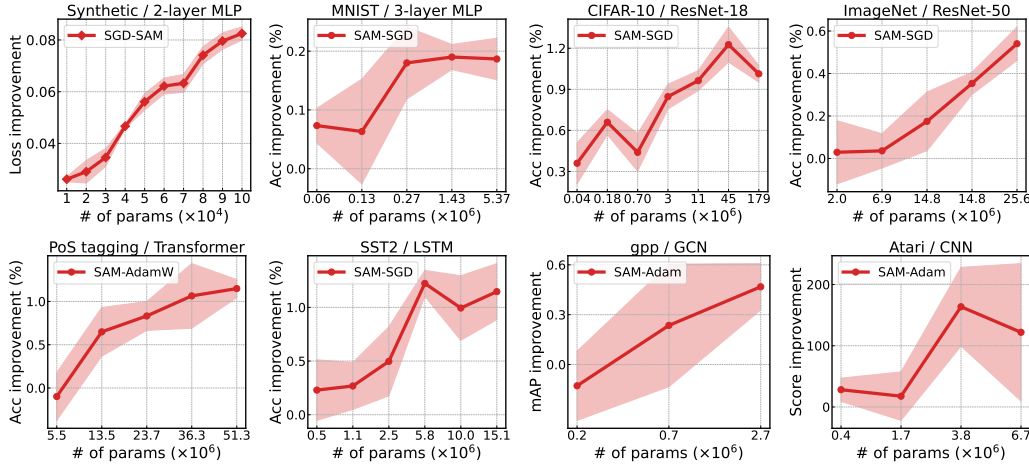 Synthetic / 2-layer MLP
SGD-SAM
Loss improvement
0.08
0.06
0.04
1 2 3 4 5 6 7 8 9 10
# of params (×10⁴)
MNIST / 3-layer MLP
SAM-SGD
Acc improvement (%)
0.2
0.1
0.0
0.06 0.13 0.27 1.43 5.37
# of params (×10⁶)
CIFAR-10 / ResNet-18
SAM-SGD
Acc improvement (%)
1.2
0.9
0.6
0.3
0.04 0.18 0.70 3 11 45 179
# of params (×10⁶)
ImageNet / ResNet-50
SAM-SGD
Acc improvement (%)
0.6
0.4
0.2
0.0
2.0 6.9 14.8 14.8 25.6
# of params (×10⁶)
PoS tagging / Transformer
SAM-AdamW
Acc improvement (%)
1.0
0.5
0.0
5.5 13.5 23.7 36.3 51.3
# of params (×10⁶)
SST2 / LSTM
SAM-SGD
Acc improvement (%)
1.0
0.5
0.0
0.5 1.1 2.5 5.8 10.0 15.1
# of params (×10⁶)
gpp / GCN
SAM-Adam
mAP improvement
0.6
0.0
0.2 0.7 2.7
# of params (×10⁶)
Atari / CNN
SAM-Adam
Score improvement
200
100
0
0.4 1.7 3.8 6.7
# of params (×10⁶)